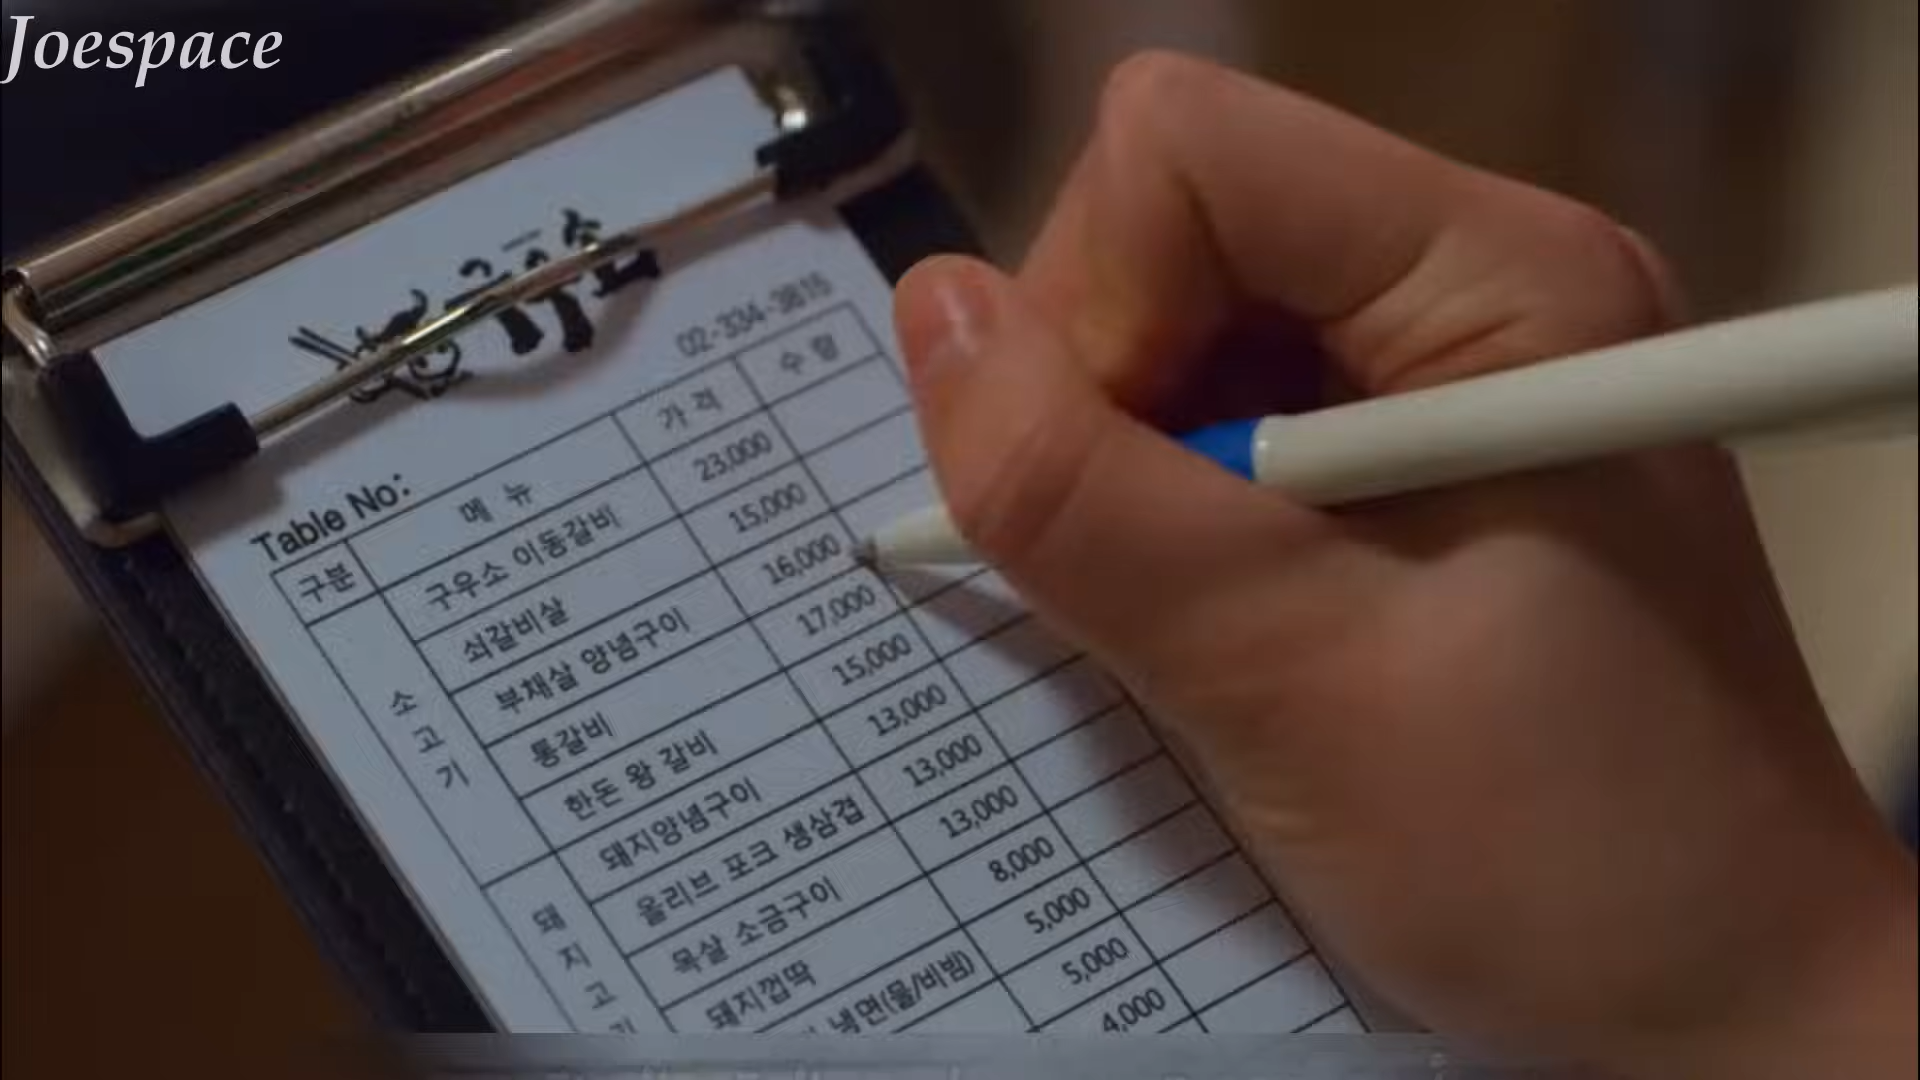 Joespace
02-334-3815
Table No:
구분 메 뉴 가 격 수 량
소고기
구우소 이동갈비 23,000
쇠갈비살 15,000
부채살 양념구이 16,000
통갈비 17,000
한돈 왕 갈비 15,000
돼지고기
돼지양념구이 13,000
올리브 포크 생삼겹 13,000
목살 소금구이 13,000
돼지껍딱 8,000
냉면(물/비빔) 5,000
5,000
4,000